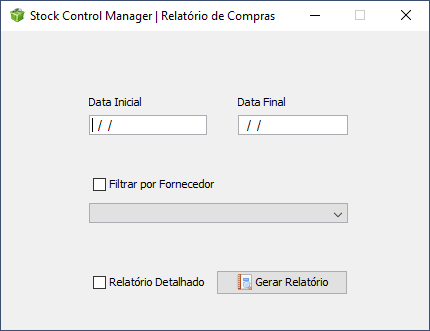 Stock Control Manager | Relatório de Compras
Data Inicial
Data Final
/ /
/ /
Filtrar por Fornecedor
Relatório Detalhado
Gerar Relatório